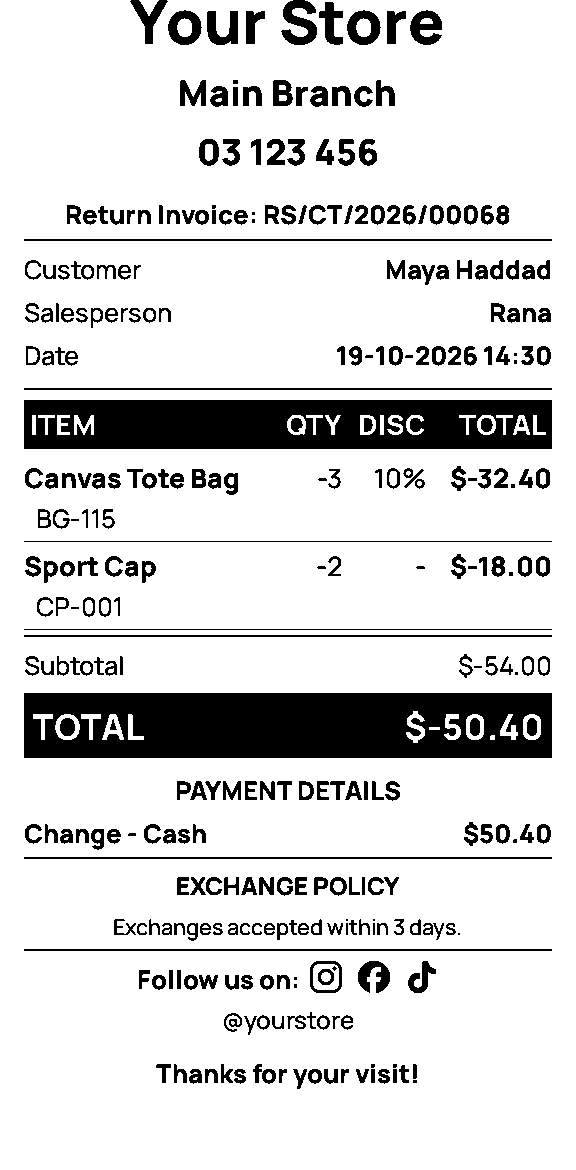 Your Store
Main Branch
03 123 456
Return Invoice: RS/CT/2026/00068
Customer Maya Haddad
Salesperson Rana
Date 19-10-2026 14:30
ITEM QTY DISC TOTAL
Canvas Tote Bag -3 10% $-32.40
BG-115
Sport Cap -2 - $-18.00
CP-001
Subtotal $-54.00
TOTAL $-50.40
PAYMENT DETAILS
Change - Cash $50.40
EXCHANGE POLICY
Exchanges accepted within 3 days.
Follow us on:
@yourstore
Thanks for your visit!